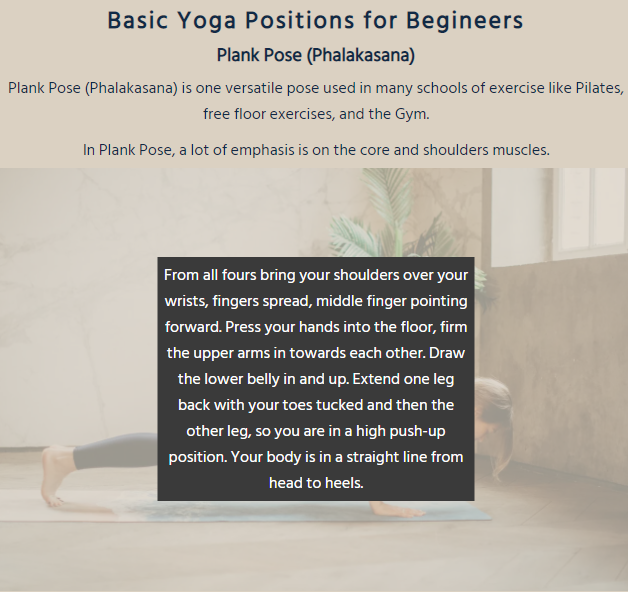 Basic Yoga Positions for Begineers
Plank Pose (Phalakasana)
Plank Pose (Phalakasana) is one versatile pose used in many schools of exercise like Pilates,
free floor exercises, and the Gym.
In Plank Pose, a lot of emphasis is on the core and shoulders muscles.
From all fours bring your shoulders over your
wrists, fingers spread, middle finger pointing
forward. Press your hands into the floor, firm
the upper arms in towards each other. Draw
the lower belly in and up. Extend one leg
back with your toes tucked and then the
other leg, so you are in a high push-up
position. Your body is in a straight line from
head to heels.